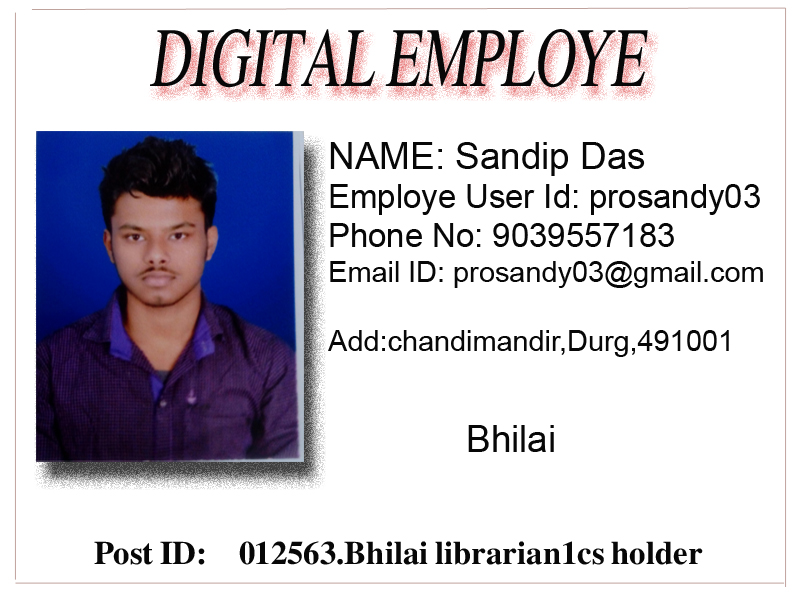 DIGITAL EMPLOYE
NAME: Sandip Das
Employe User Id: prosandy03
Phone No: 9039557183
Email ID: prosandy03@gmail.com
Add:chandimandir,Durg,491001
Bhilai
Post ID: 012563.Bhilai librarian1cs holder